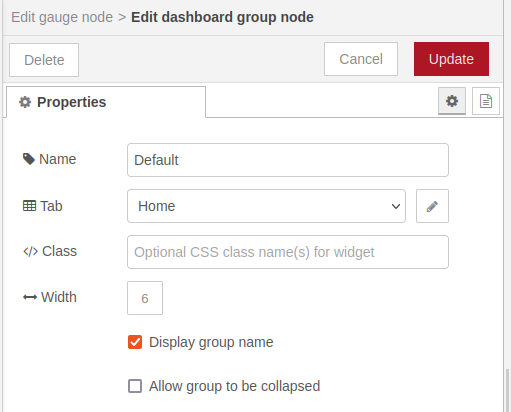 Edit gauge node > Edit dashboard group node
Delete
Cancel
Update
Properties
Name
Default
Tab
Home
Class
Optional CSS class name(s) for widget
Width
6
Display group name
Allow group to be collapsed